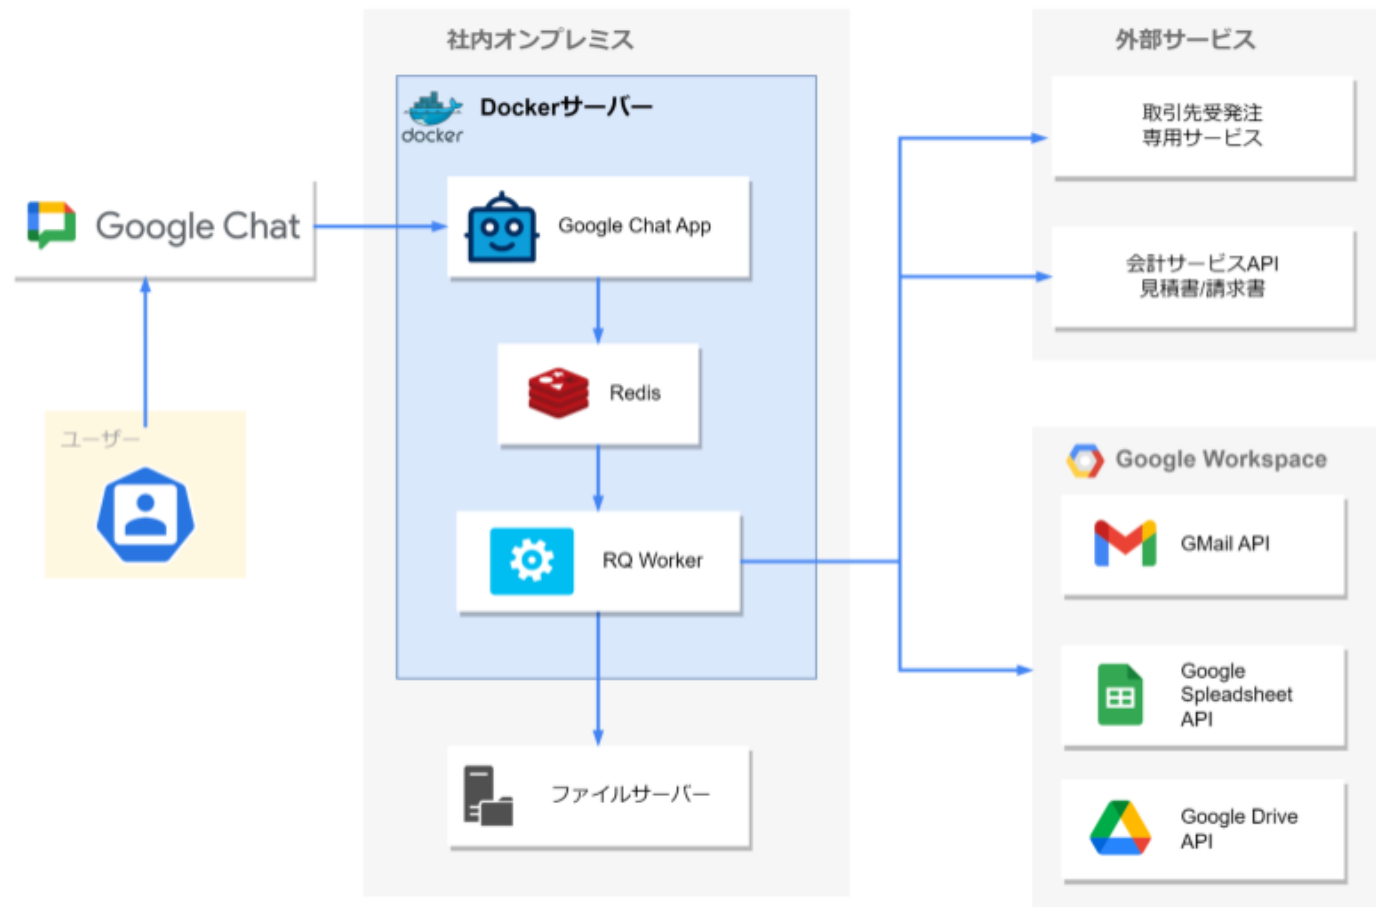 社内オンプレミス
docker
Dockerサーバー
Google Chat
Google Chat App
Redis
ユーザー
RQ Worker
ファイルサーバー
外部サービス
取引先受発注
専用サービス
会計サービスAPI
見積書/請求書
Google Workspace
GMail API
Google
Spleadsheet
API
Google Drive
API